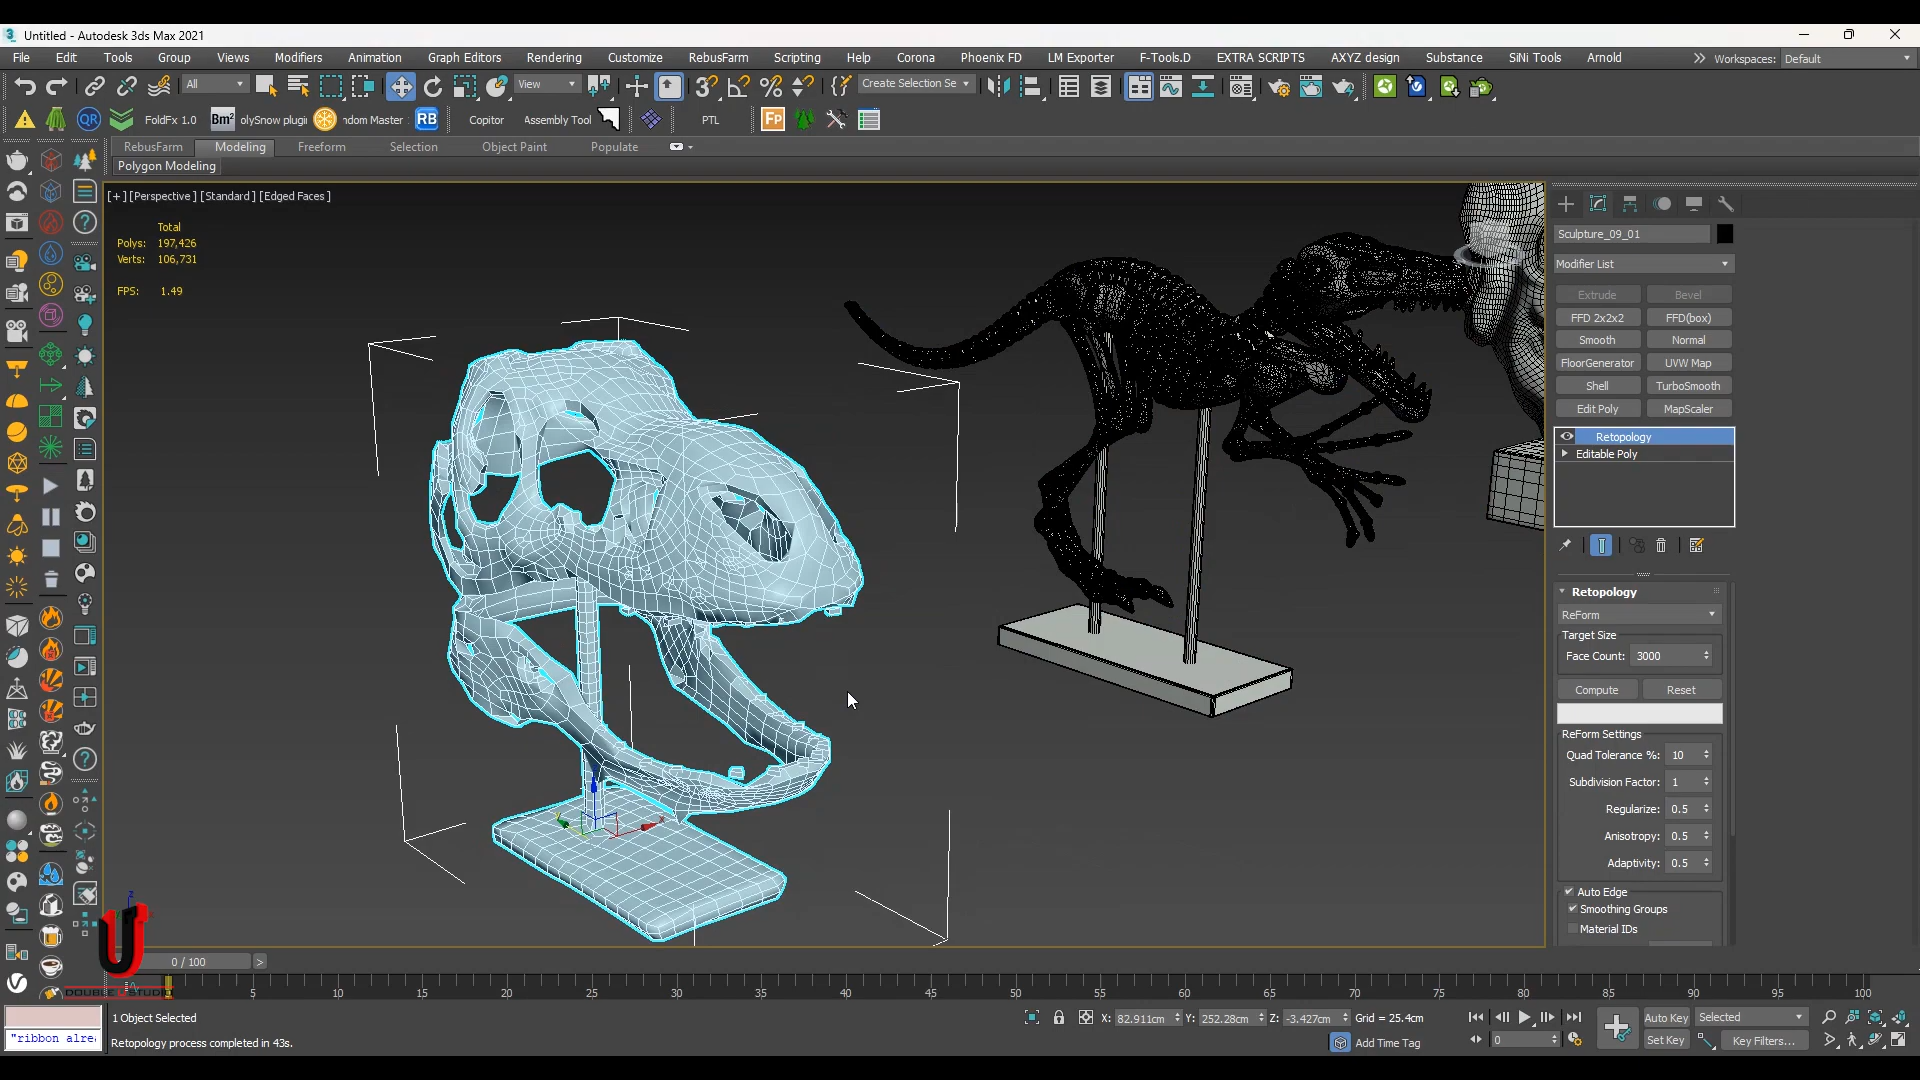 Untitled - Autodesk 3ds Max 2021
File Edit Tools Group Views Modifiers Animation Graph Editors Rendering Customize RebusFarm Scripting Help Corona Phoenix FD LM Exporter F-Tools.D EXTRA SCRIPTS AXYZ design Substance SiNi Tools Arnold Workspaces: Default
All View Create Selection Se
QR FoldFx 1.0 Bm² olySnow plugi ndom Master RB Copitor Assembly Tool PTL Fp
RebusFarm Modeling Freeform Selection Object Paint Populate
Polygon Modeling
[+] [Perspective] [Standard] [Edged Faces]
Total
Polys: 197,426
Verts: 106,731
FPS: 1.49
Sculpture_09_01
Modifier List
Extrude Bevel
FFD 2x2x2 FFD(box)
Smooth Normal
FloorGenerator UVW Map
Shell TurboSmooth
Edit Poly MapScaler
Retopology
Editable Poly
Retopology
ReForm
Target Size
Face Count: 3000
Compute Reset
ReForm Settings
Quad Tolerance %: 10
Subdivision Factor: 1
Regularize: 0.5
Anisotropy: 0.5
Adaptivity: 0.5
Auto Edge
Smoothing Groups
Material IDs
0 / 100 >
DOUBLE U STUDIO
5 10 15 20 25 30 35 40 45 50 55 60 65 70 75 80 85 90 95 100
1 Object Selected X: 82.911cm Y: 252.28cm Z: -3.427cm Grid = 25.4cm Auto Key Selected
"ribbon alrea Retopology process completed in 43s. Add Time Tag 0 Set Key Key Filters...